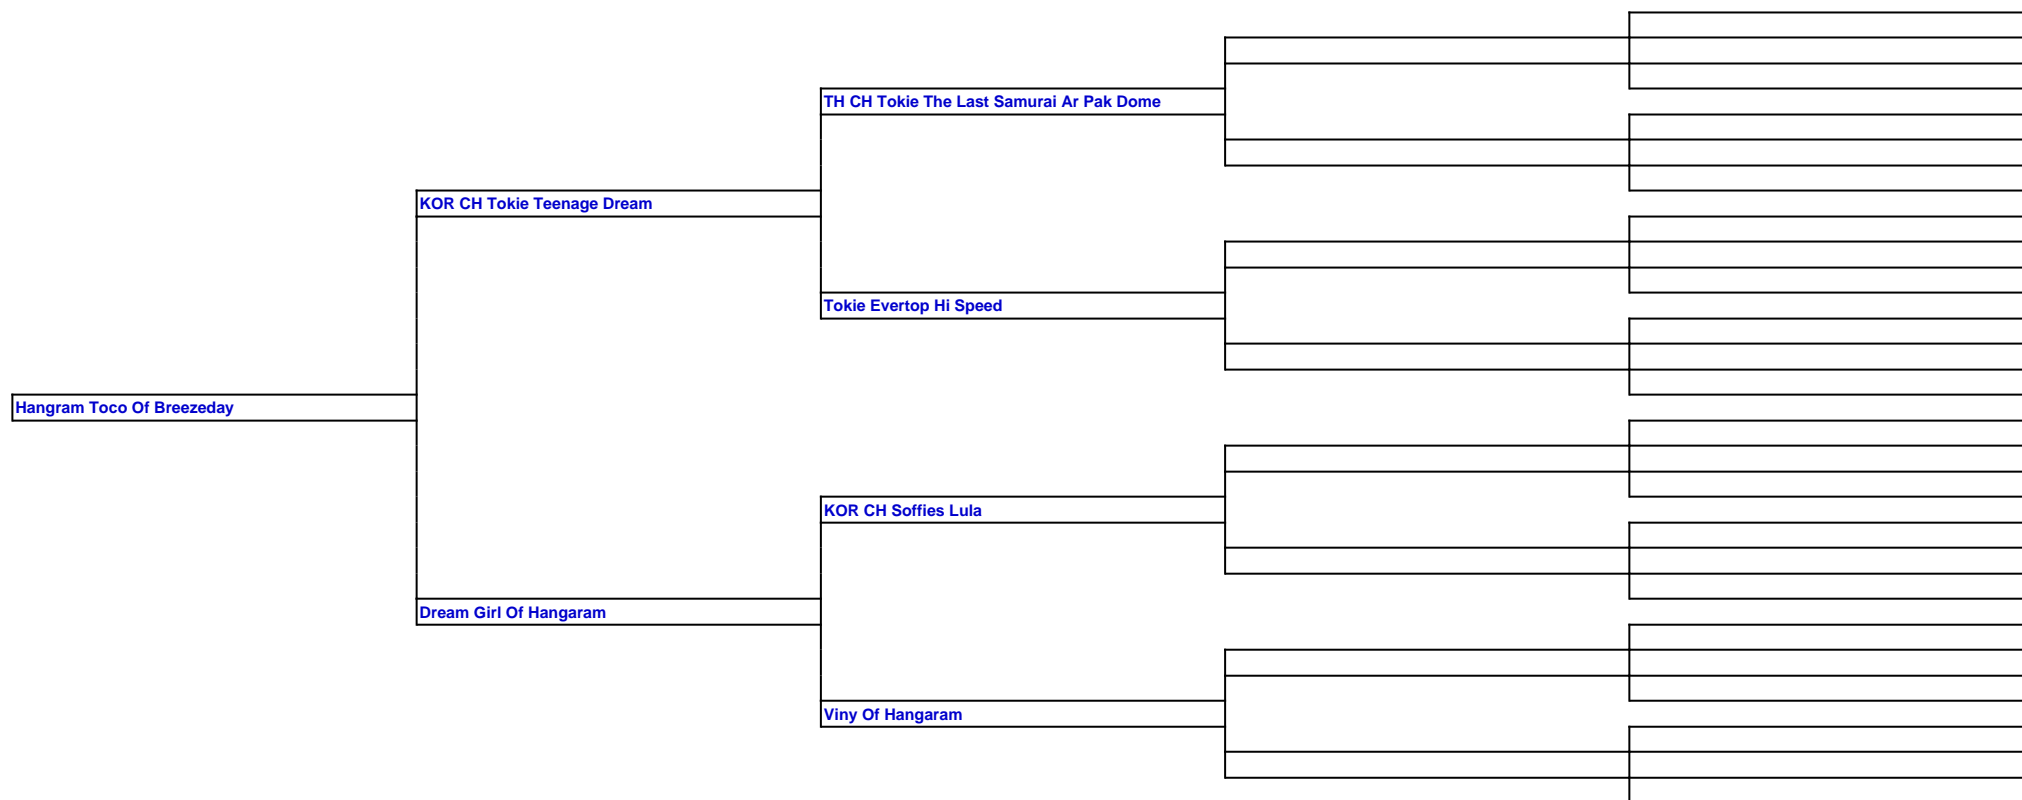 TH CH Tokie The Last Samurai Ar Pak Dome
KOR CH Tokie Teenage Dream
Tokie Evertop Hi Speed
Hangram Toco Of Breezeday
KOR CH Soffies Lula
Dream Girl Of Hangaram
Viny Of Hangaram